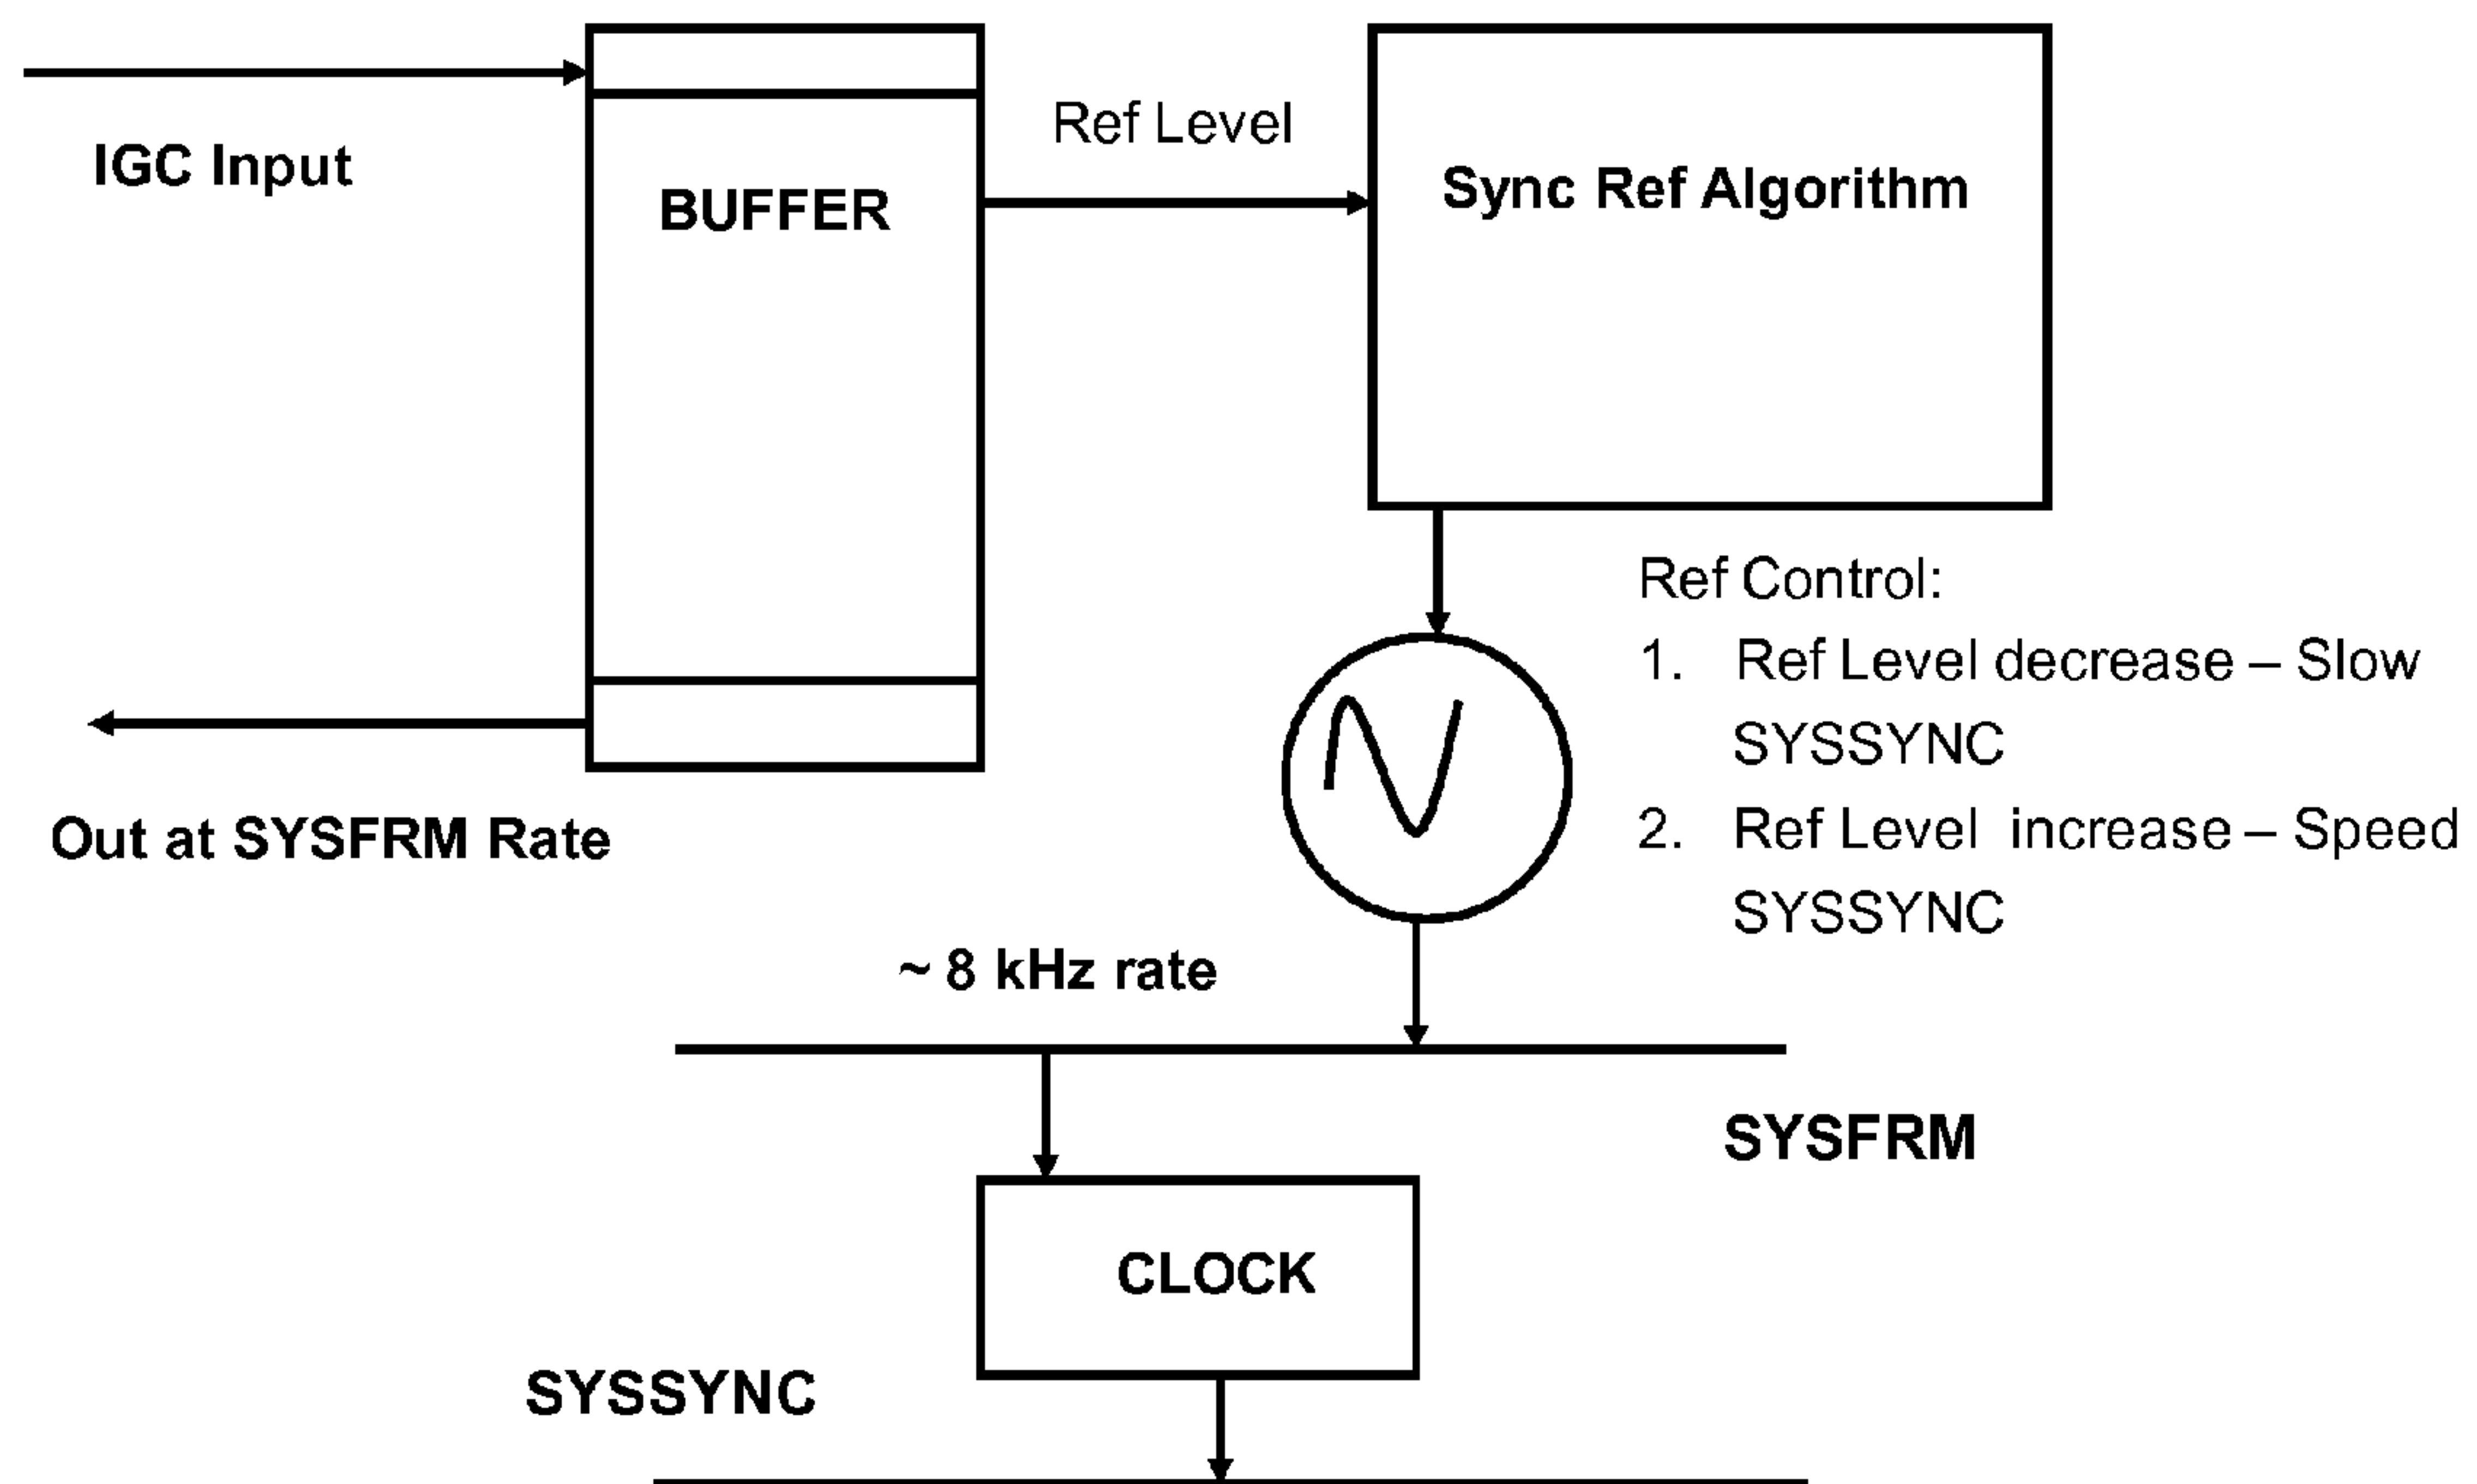 IGC Input
BUFFER
Ref Level
Sync Ref Algorithm
Ref Control:
1. Ref Level decrease – Slow
SYSSYNC
2. Ref Level increase – Speed
SYSSYNC
Out at SYSFRM Rate
~ 8 kHz rate
SYSFRM
CLOCK
SYSSYNC